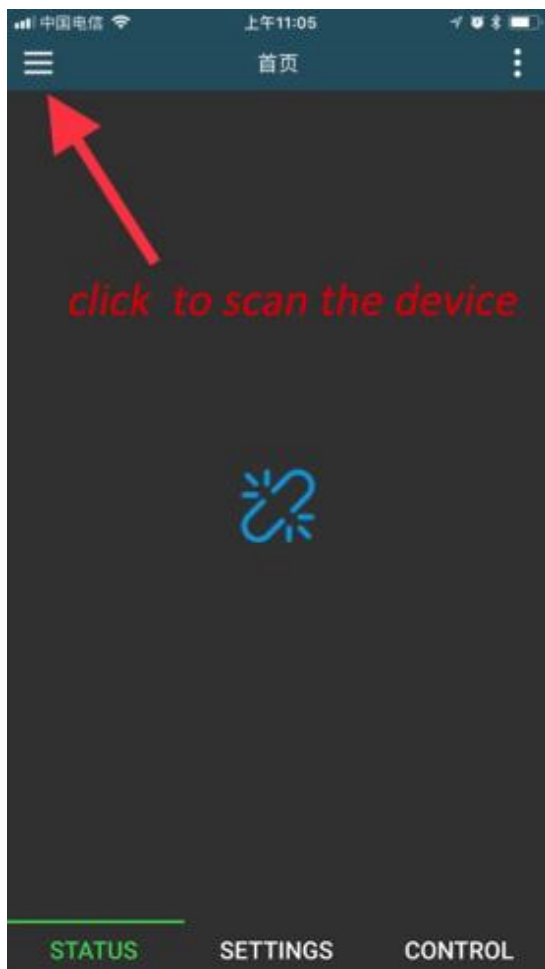 中国电信 上午11:05
首页
click to scan the device
STATUS SETTINGS CONTROL